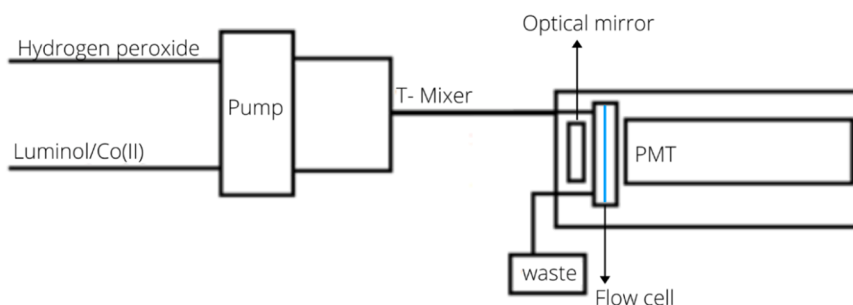 Optical mirror
Hydrogen peroxide
T- Mixer
Pump
Luminol/Co(II)
PMT
waste
Flow cell